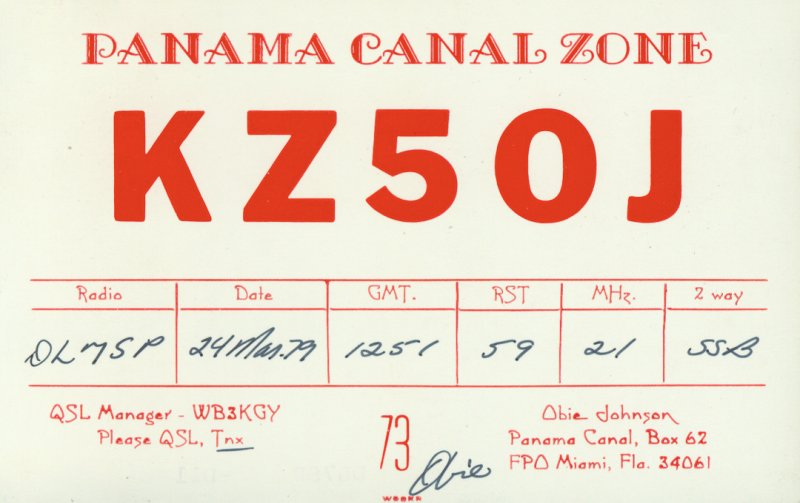 PANAMA CANAL ZONE
KZ5OJ
Radio Date GMT. RST MHz. 2 way
DL7SP 24 Mar. 79 1251 59 21 SSB
QSL Manager - WB3KGY
Please QSL, Tnx
73
Obie
Obie Johnson
Panama Canal, Box 62
FPO Miami, Fla. 34061